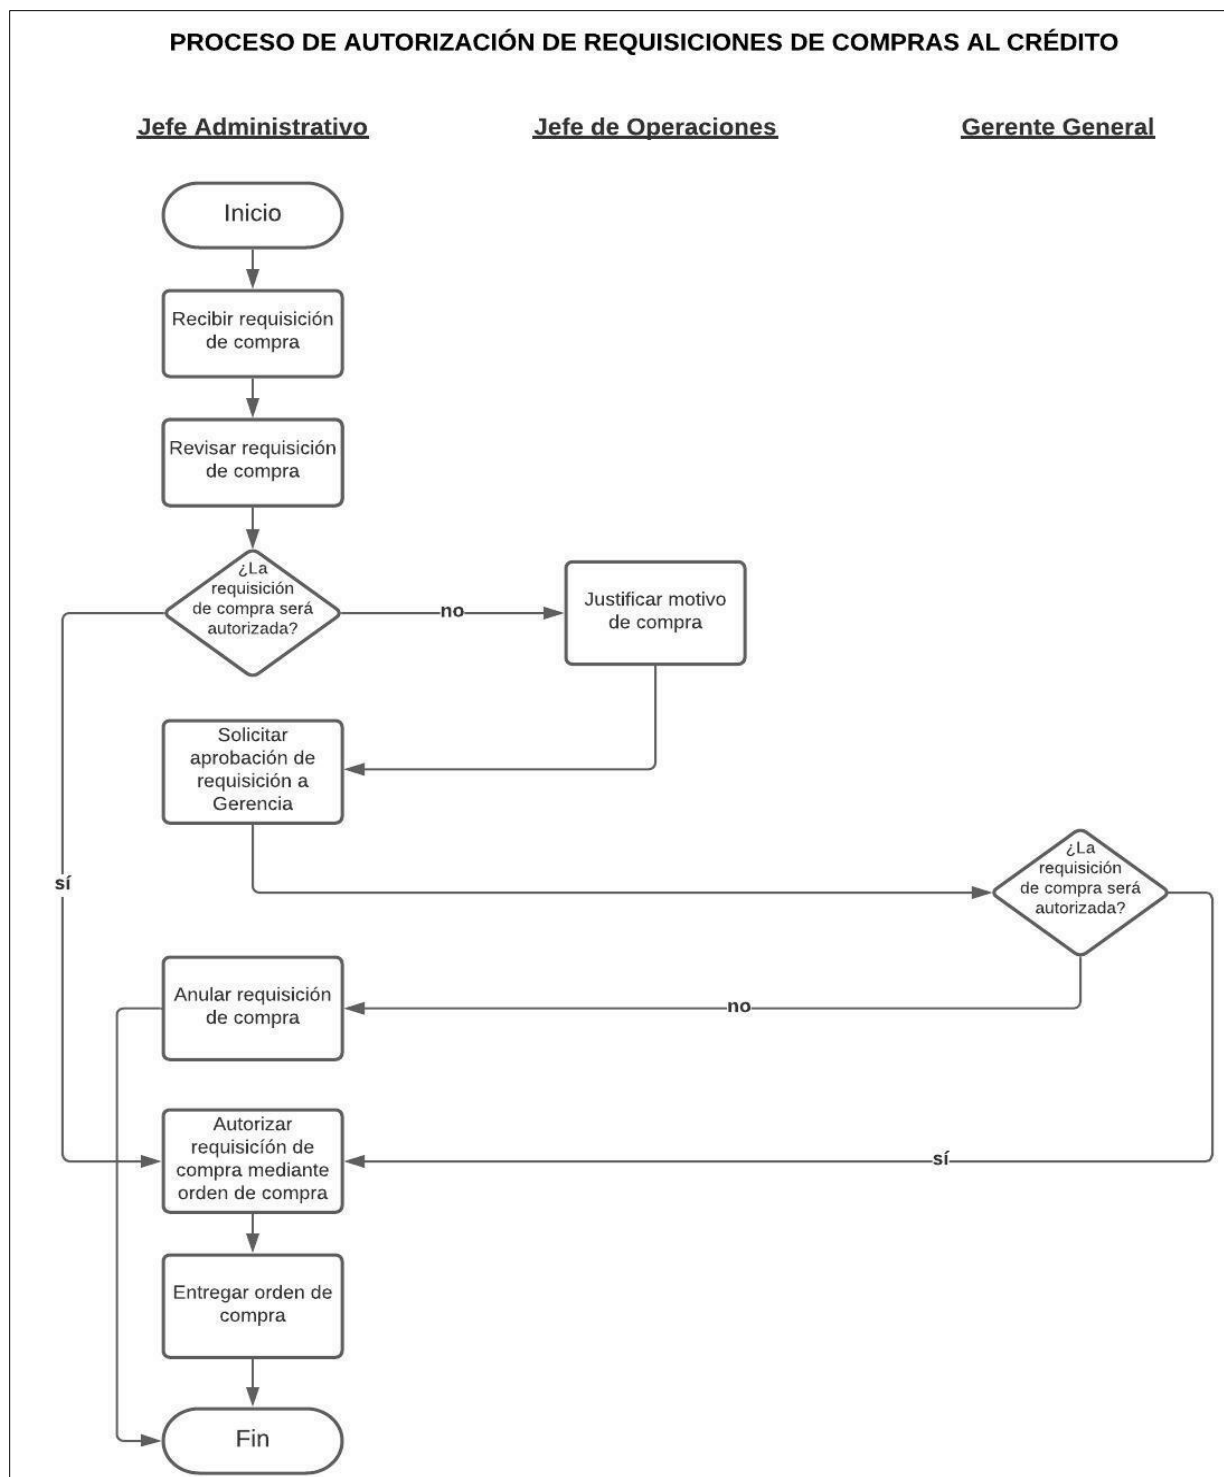 PROCESO DE AUTORIZACIÓN DE REQUISICIONES DE COMPRAS AL CRÉDITO
Jefe Administrativo
Jefe de Operaciones
Gerente General
Inicio
Recibir requisición
de compra
Revisar requisición
de compra
¿La
requisición
de compra será
autorizada?
no
Justificar motivo
de compra
Solicitar
aprobación de
requisición a
Gerencia
sí
¿La
requisición
de compra será
autorizada?
Anular requisición
de compra
no
Autorizar
requisicíón de
compra mediante
orden de compra
sí
Entregar orden de
compra
Fin